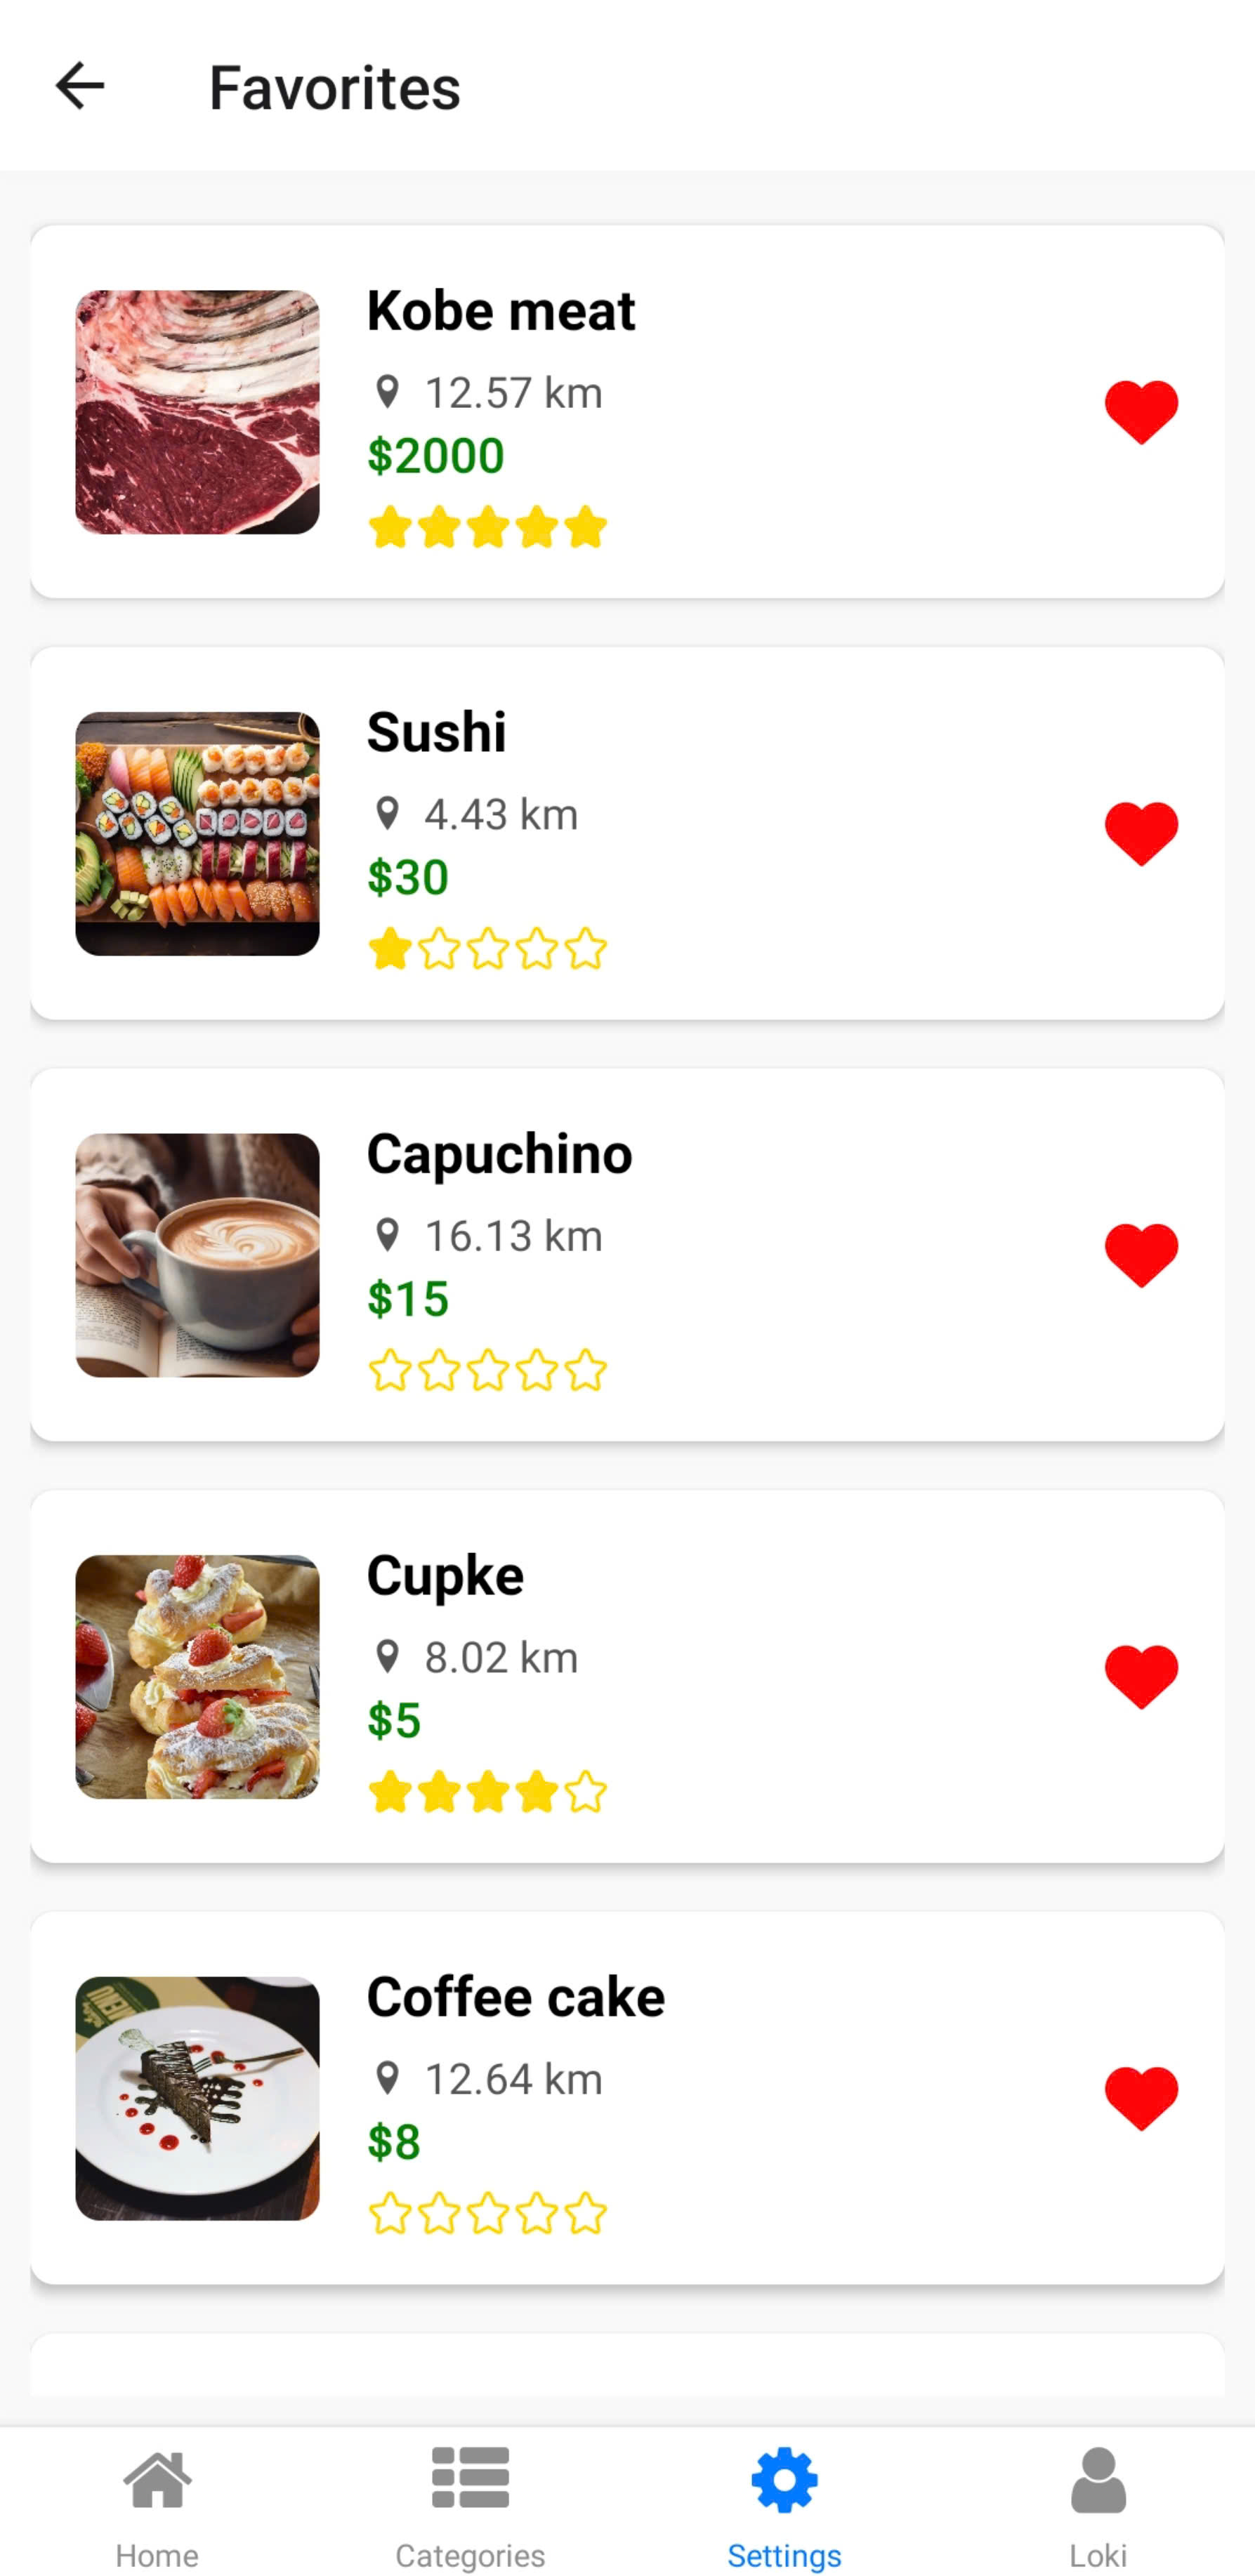 Favorites
Kobe meat
12.57 km
$2000
Sushi
4.43 km
$30
Capuchino
16.13 km
$15
Cupke
8.02 km
$5
Coffee cake
12.64 km
$8
Home
Categories
Settings
Loki